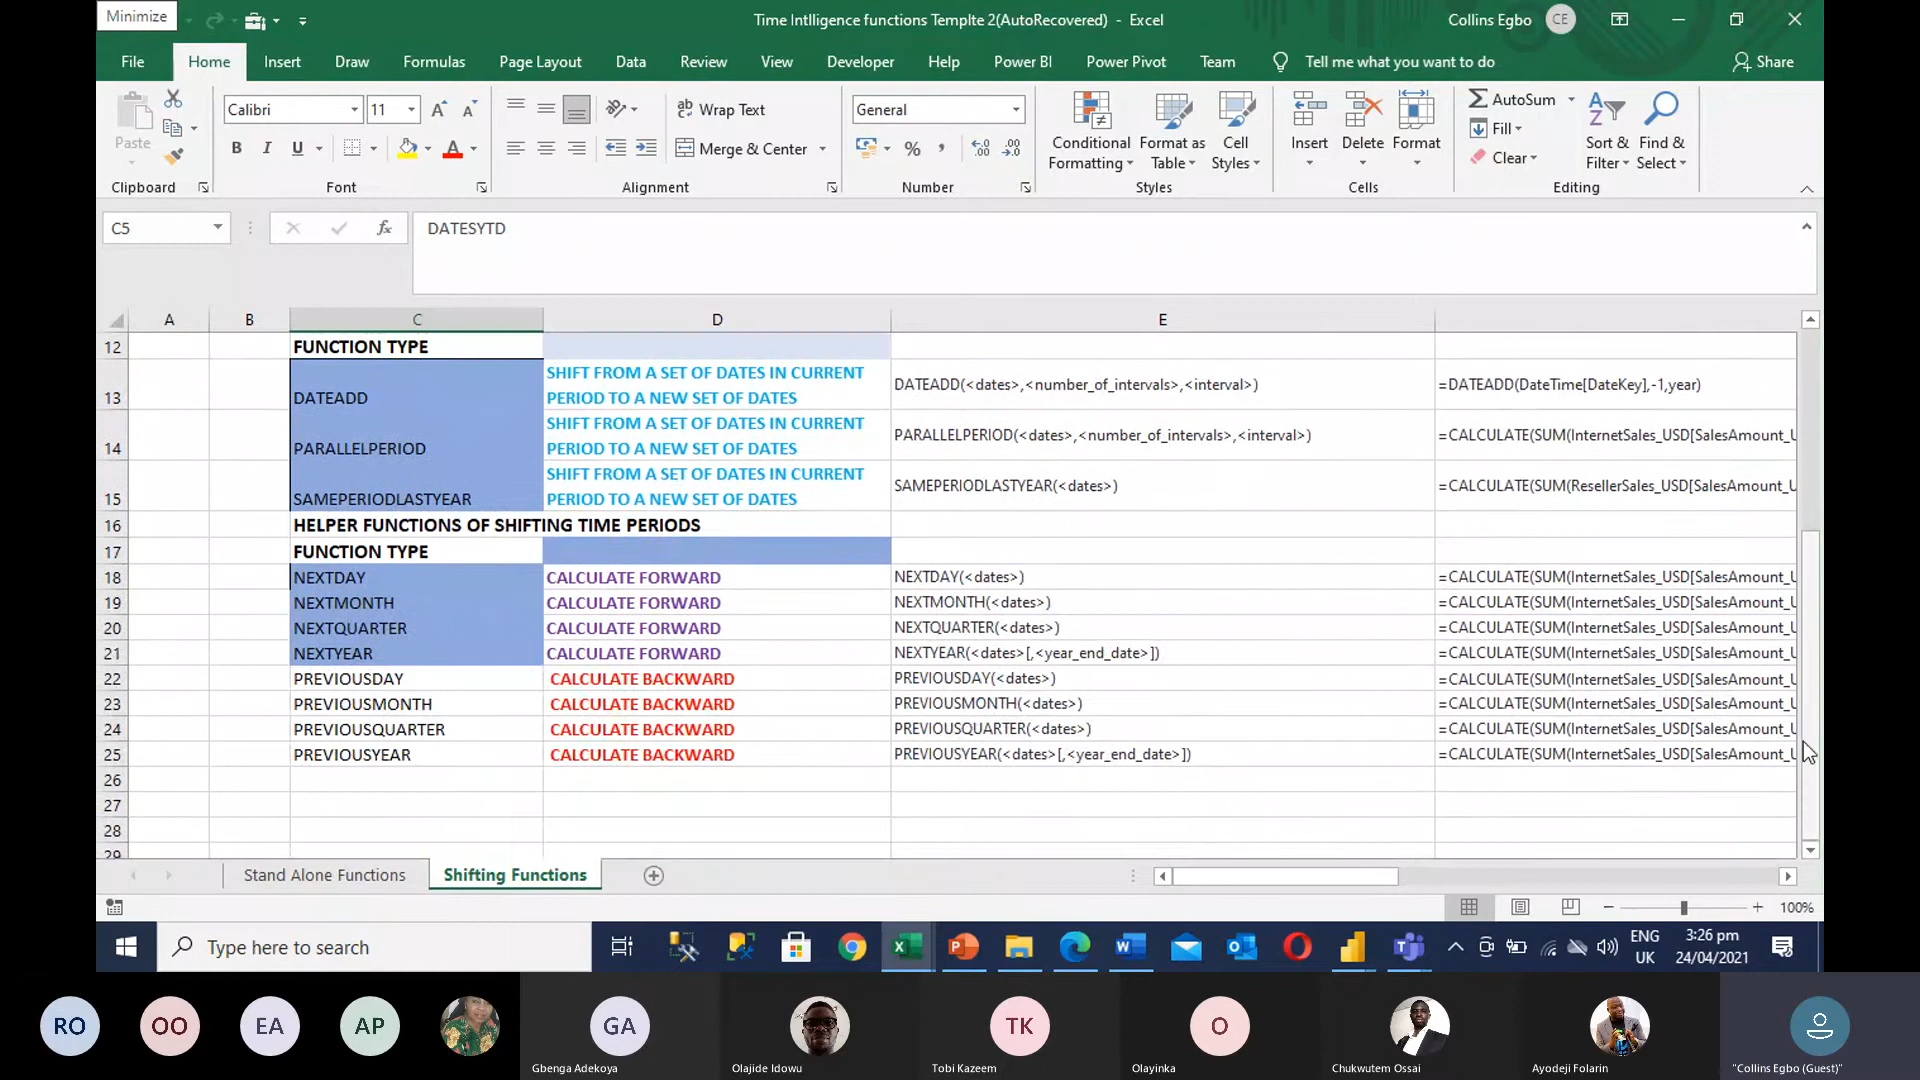 Minimize
Time Intlligence functions Templte 2(AutoRecovered) - Excel
Collins Egbo
CE
File
Home
Insert
Draw
Formulas
Page Layout
Data
Review
View
Developer
Help
Power BI
Power Pivot
Team
Tell me what you want to do
Share
Paste
Calibri
11
B I U
Wrap Text
Merge & Center
General
Conditional
Formatting
Format as
Table
Cell
Styles
Insert
Delete
Format
AutoSum
Fill
Clear
Sort &
Filter
Find &
Select
Clipboard
Font
Alignment
Number
Styles
Cells
Editing
C5
fx
DATESYTD
A B C D E
12 FUNCTION TYPE
13 DATEADD
SHIFT FROM A SET OF DATES IN CURRENT
PERIOD TO A NEW SET OF DATES
DATEADD(<dates>,<number_of_intervals>,<interval>)
=DATEADD(DateTime[DateKey],-1,year)
14 PARALLELPERIOD
SHIFT FROM A SET OF DATES IN CURRENT
PERIOD TO A NEW SET OF DATES
PARALLELPERIOD(<dates>,<number_of_intervals>,<interval>)
=CALCULATE(SUM(InternetSales_USD[SalesAmount_U
15 SAMEPERIODLASTYEAR
SHIFT FROM A SET OF DATES IN CURRENT
PERIOD TO A NEW SET OF DATES
SAMEPERIODLASTYEAR(<dates>)
=CALCULATE(SUM(ResellerSales_USD[SalesAmount_U
16 HELPER FUNCTIONS OF SHIFTING TIME PERIODS
17 FUNCTION TYPE
18 NEXTDAY CALCULATE FORWARD NEXTDAY(<dates>) =CALCULATE(SUM(InternetSales_USD[SalesAmount_U
19 NEXTMONTH CALCULATE FORWARD NEXTMONTH(<dates>) =CALCULATE(SUM(InternetSales_USD[SalesAmount_U
20 NEXTQUARTER CALCULATE FORWARD NEXTQUARTER(<dates>) =CALCULATE(SUM(InternetSales_USD[SalesAmount_U
21 NEXTYEAR CALCULATE FORWARD NEXTYEAR(<dates>[,<year_end_date>]) =CALCULATE(SUM(InternetSales_USD[SalesAmount_U
22 PREVIOUSDAY CALCULATE BACKWARD PREVIOUSDAY(<dates>) =CALCULATE(SUM(InternetSales_USD[SalesAmount_U
23 PREVIOUSMONTH CALCULATE BACKWARD PREVIOUSMONTH(<dates>) =CALCULATE(SUM(InternetSales_USD[SalesAmount_U
24 PREVIOUSQUARTER CALCULATE BACKWARD PREVIOUSQUARTER(<dates>) =CALCULATE(SUM(InternetSales_USD[SalesAmount_U
25 PREVIOUSYEAR CALCULATE BACKWARD PREVIOUSYEAR(<dates>[,<year_end_date>]) =CALCULATE(SUM(InternetSales_USD[SalesAmount_U
26
27
28
29
Stand Alone Functions
Shifting Functions
100%
Type here to search
ENG
UK
3:26 pm
24/04/2021
RO
OO
EA
AP
GA
TK
O
Gbenga Adekoya
Olajide Idowu
Tobi Kazeem
Olayinka
Chukwutem Ossai
Ayodeji Folarin
"Collins Egbo (Guest)"